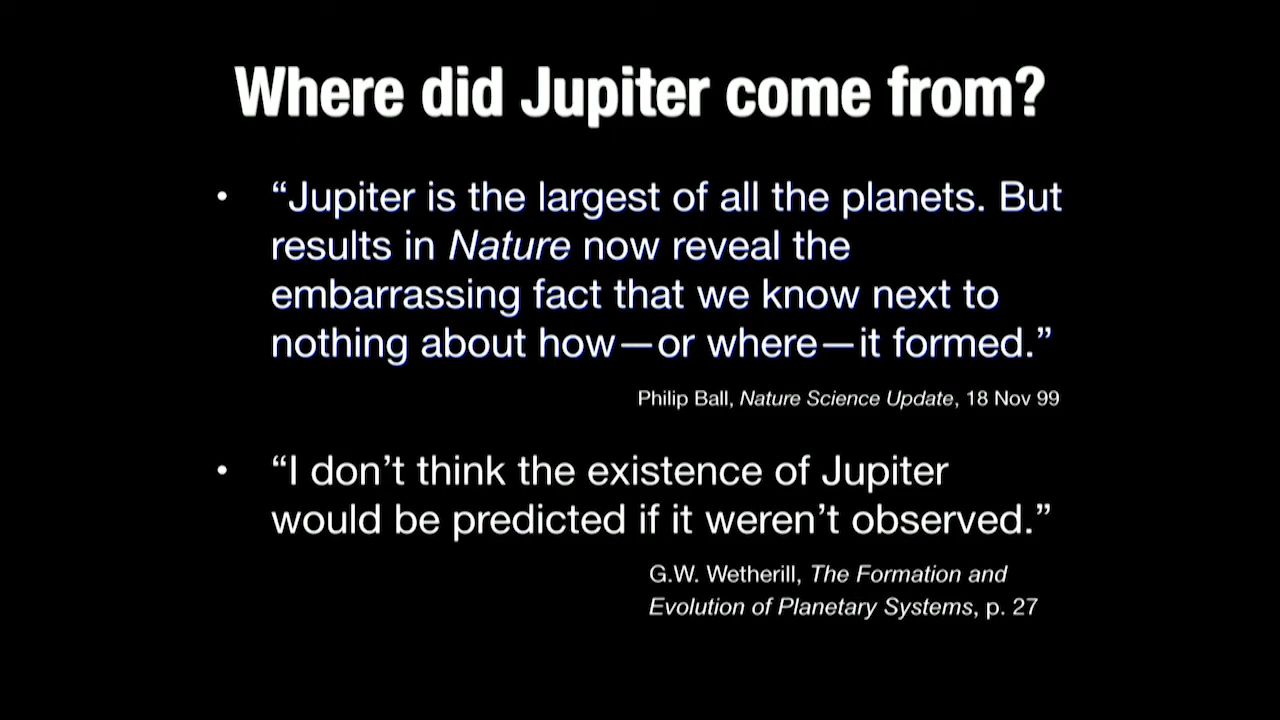 Where did Jupiter come from?
• “Jupiter is the largest of all the planets. But
results in Nature now reveal the
embarrassing fact that we know next to
nothing about how—or where—it formed.”
Philip Ball, Nature Science Update, 18 Nov 99
• “I don’t think the existence of Jupiter
would be predicted if it weren’t observed.”
G.W. Wetherill, The Formation and
Evolution of Planetary Systems, p. 27